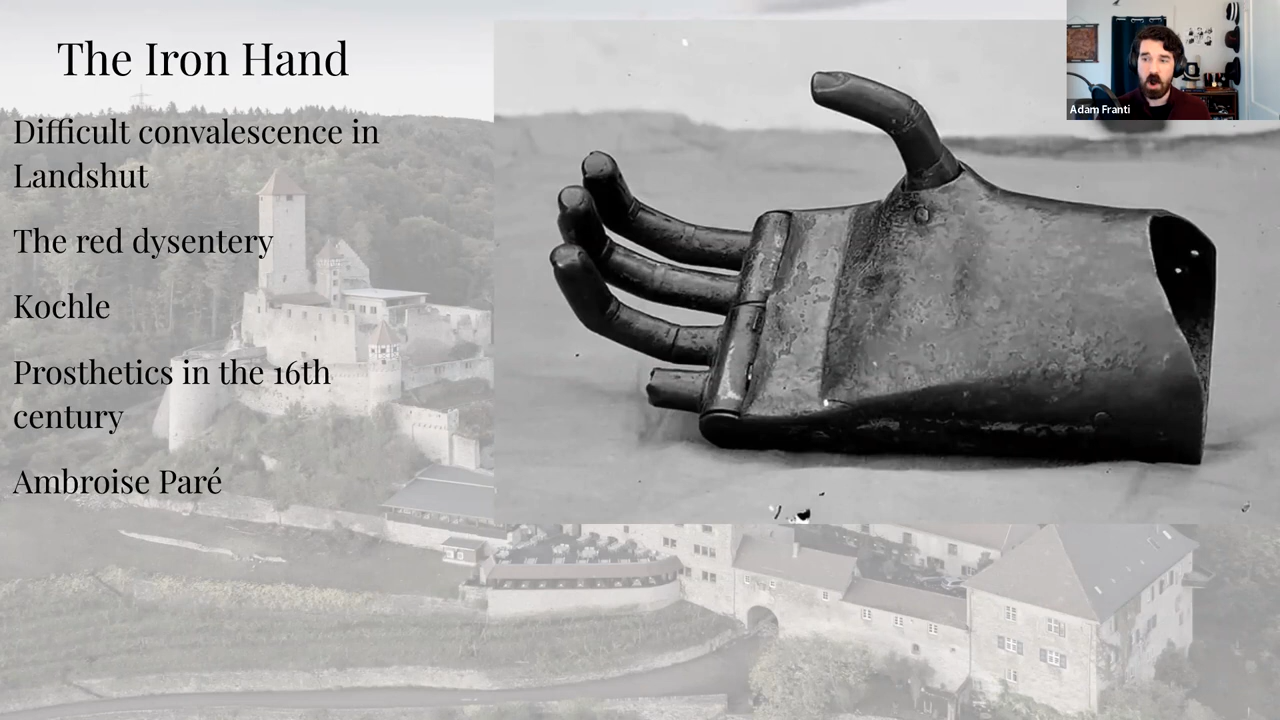 The Iron Hand
Difficult convalescence in
Landshut
The red dysentery
Kochle
Prosthetics in the 16th
century
Ambroise Paré
Adam Franti